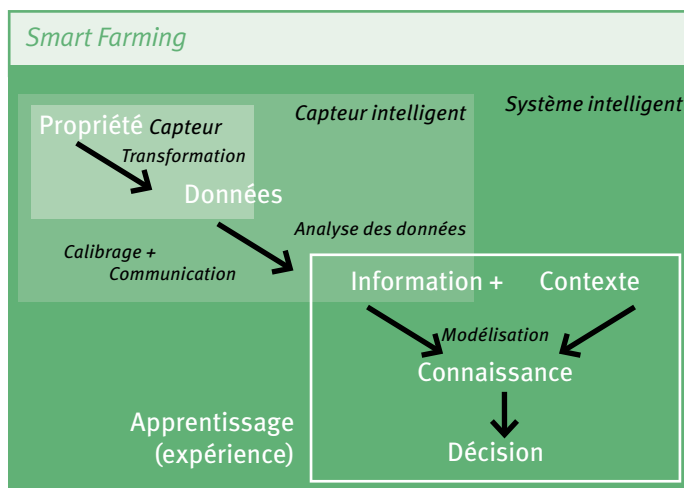 Smart Farming
Système intelligent
Capteur intelligent
Propriété Capteur
Transformation
Données
Analyse des données
Calibrage +
Communication
Information + Contexte
Modélisation
Connaissance
Apprentissage
(expérience)
Décision